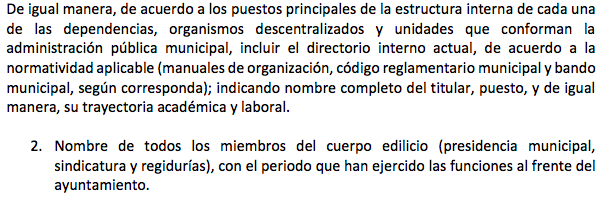 De igual manera, de acuerdo a los puestos principales de la estructura interna de cada una
de las dependencias, organismos descentralizados y unidades que conforman la
administración pública municipal, incluir el directorio interno actual, de acuerdo a la
normatividad aplicable (manuales de organización, código reglamentario municipal y bando
municipal, según corresponda); indicando nombre completo del titular, puesto, y de igual
manera, su trayectoria académica y laboral.
2. Nombre de todos los miembros del cuerpo edilicio (presidencia municipal,
sindicatura y regidurías), con el periodo que han ejercido las funciones al frente del
ayuntamiento.